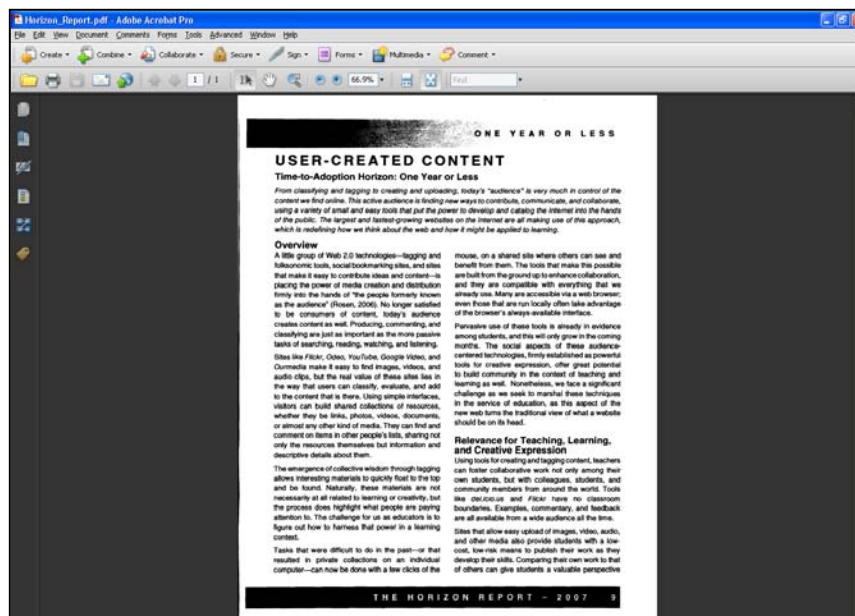 Horizon_Report.pdf - Adobe Acrobat Pro
File Edit View Document Comments Forms Tools Advanced Window Help
Create Combine Collaborate Secure Sign Forms Multimedia Comment
1 / 1 66.9% Find
ONE YEAR OR LESS
USER-CREATED CONTENT
Time-to-Adoption Horizon: One Year or Less
From classifying and tagging to creating and uploading, today's "audience" is very much in control of the
content we find online. This active audience is finding new ways to contribute, communicate, and collaborate,
using a variety of small and easy tools that put the power to develop and catalog the internet into the hands
of the public. The largest and fastest-growing websites on the Internet are all making use of this approach,
which is redefining how we think about the web and how it might be applied to learning.
Overview
A little group of Web 2.0 technologies—tagging and
folksonomic tools, social bookmarking sites, and sites
that make it easy to contribute ideas and content—is
placing the power of media creation and distribution
firmly into the hands of "the people formerly known
as the audience" (Rosen, 2006). No longer satisfied
to be consumers of content, today's audience
creates content as well. Producing, commenting, and
classifying are just as important as the more passive
tasks of searching, reading, watching, and listening.
Sites like Flickr, Odeo, YouTube, Google Video, and
Ourmedia make it easy to find images, videos, and
audio clips, but the real value of these sites lies in
the way that users can classify, evaluate, and add
to the content that is there. Using simple interfaces,
visitors can build shared collections of resources,
whether they be links, photos, videos, documents,
or almost any other kind of media. They can find and
comment on items in other people's lists, sharing not
only the resources themselves but information and
descriptive details about them.
The emergence of collective wisdom through tagging
allows interesting materials to quickly float to the top
and be found. Naturally, these materials are not
necessarily at all related to learning or creativity, but
the process does highlight what people are paying
attention to. The challenge for us as educators is to
figure out how to harness that power in a learning
context.
Tasks that were difficult to do in the past—or that
resulted in private collections on an individual
computer—can now be done with a few clicks of the
mouse, on a shared site where others can see and
benefit from them. The tools that make this possible
are built from the ground up to enhance collaboration,
and they are compatible with everything that we
already use. Many are accessible via a web browser;
even those that are run locally often take advantage
of the browser's always-available interface.
Pervasive use of these tools is already in evidence
among students, and this will only grow in the coming
months. The social aspects of these audience-
centered technologies, firmly established as powerful
tools for creative expression, offer great potential
to build community in the context of teaching and
learning as well. Nonetheless, we face a significant
challenge as we seek to marshal these techniques
in the service of education, as this aspect of the
new web turns the traditional view of what a website
should be on its head.
Relevance for Teaching, Learning,
and Creative Expression
Using tools for creating and tagging content, teachers
can foster collaborative work not only among their
own students, but with colleagues, students, and
community members from around the world. Tools
like del.icio.us and Flickr have no classroom
boundaries. Examples, commentary, and feedback
are all available from a wide audience all the time.
Sites that allow easy upload of images, video, audio,
and other media also provide students with a low-
cost, low-risk means to publish their work as they
develop their skills. Comparing their own work to that
of others can give students a valuable perspective
THE HORIZON REPORT – 2007 9